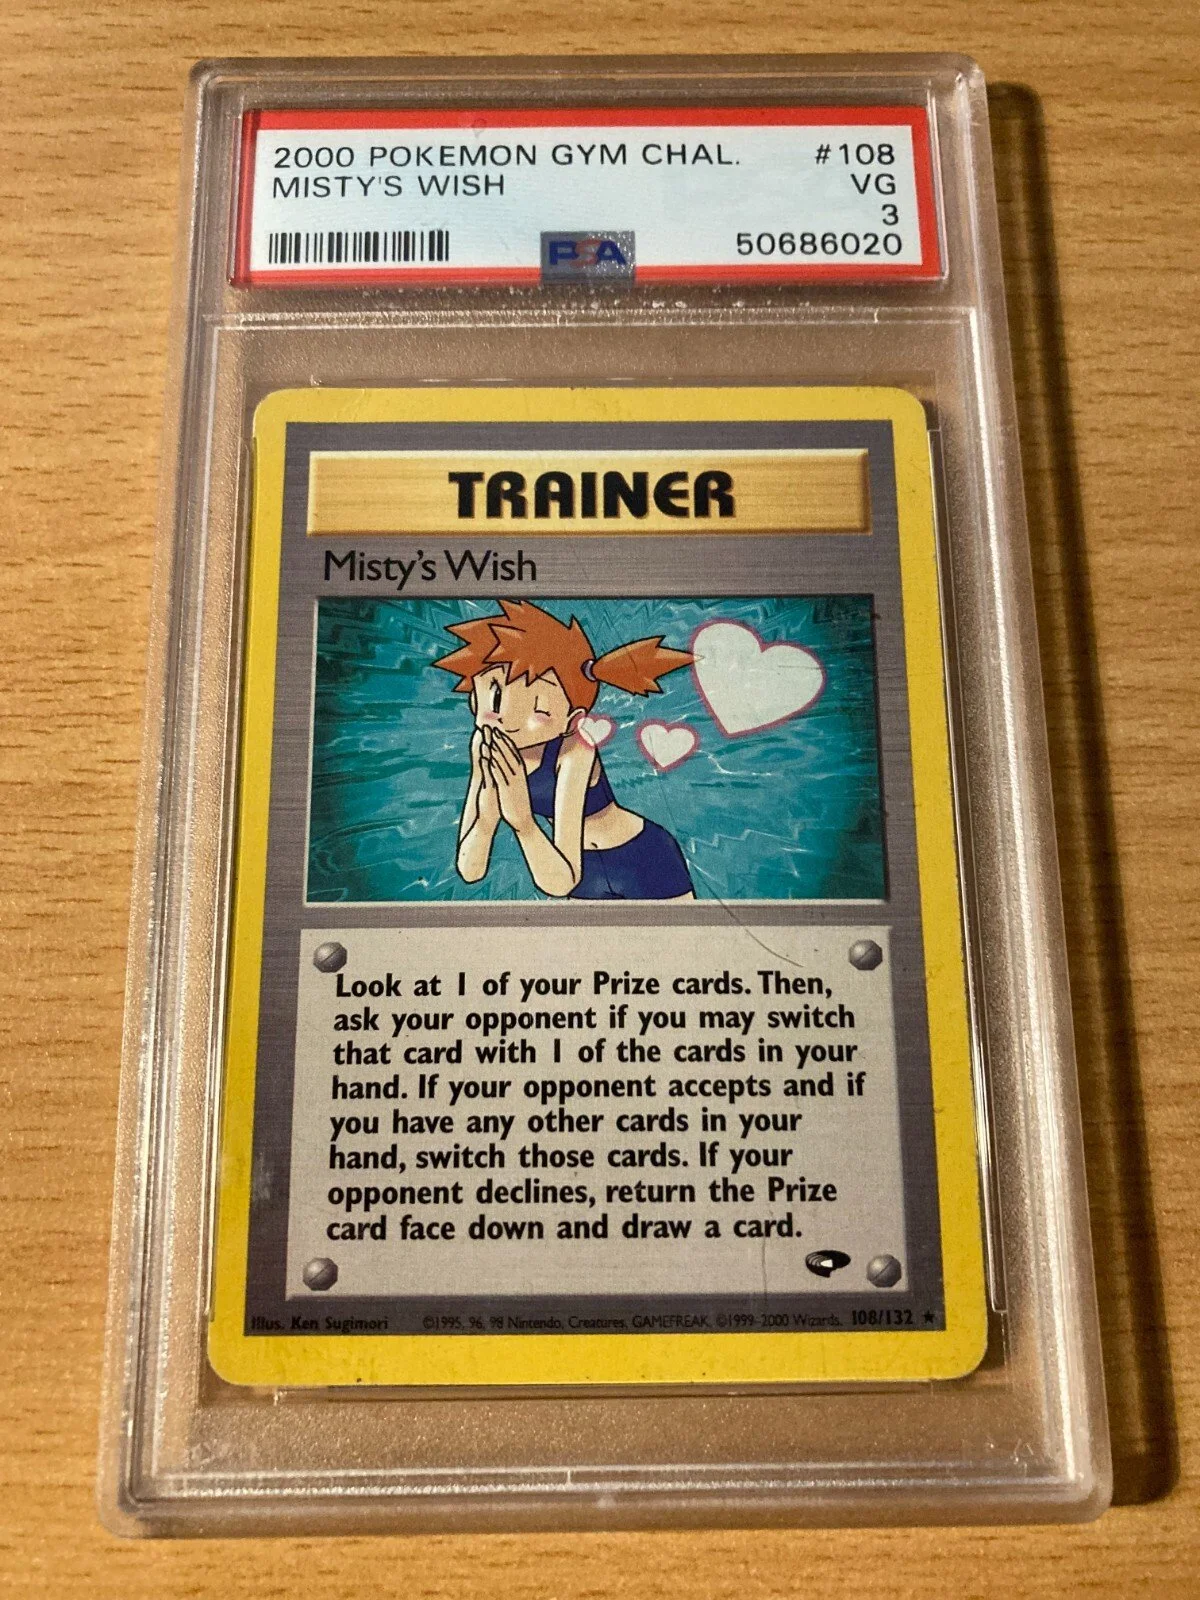 2000 POKEMON GYM CHAL. #108
MISTY'S WISH VG
3
50686020
PSA
TRAINER
Misty's Wish
Look at 1 of your Prize cards. Then,
ask your opponent if you may switch
that card with 1 of the cards in your
hand. If your opponent accepts and if
you have any other cards in your
hand, switch those cards. If your
opponent declines, return the Prize
card face down and draw a card.
Illus. Ken Sugimori ©1995, 96, 98 Nintendo, Creatures, GAMEFREAK. ©1999-2000 Wizards. 108/132 ★